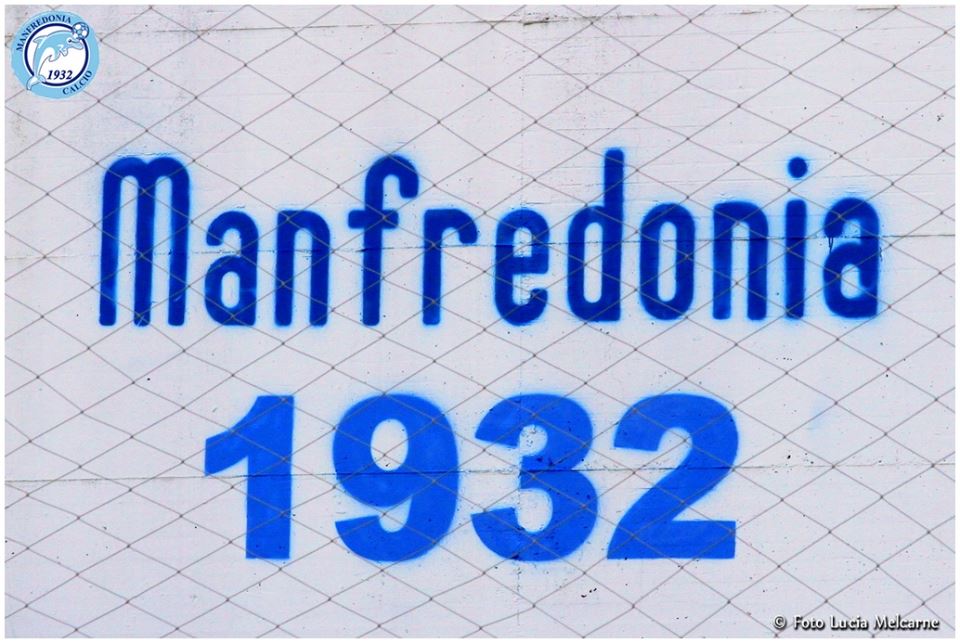 MANFREDONIA
1932
CALCIO
Manfredonia
1932
© Foto Lucia Melcarne